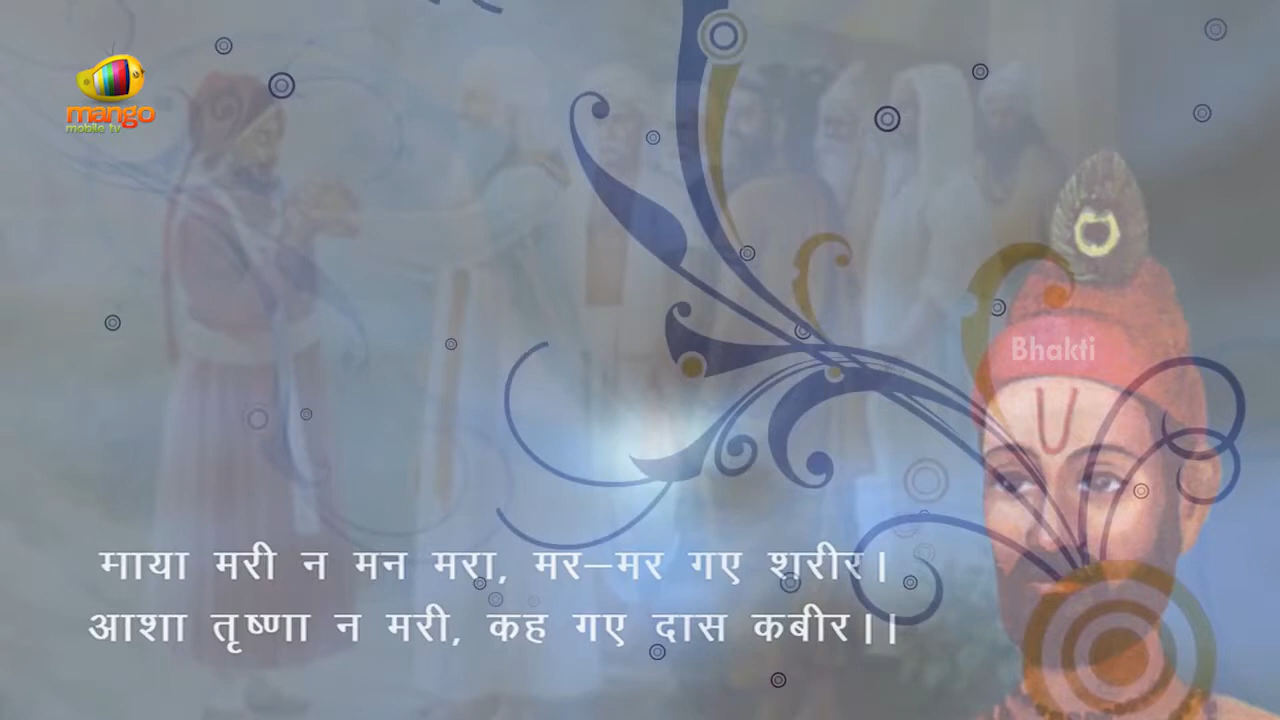 mango
mobile tv
Bhakti
माया मरी न मन मरा, मर–मर गए शरीर।
आशा तृष्णा न मरी, कह गए दास कबीर।।